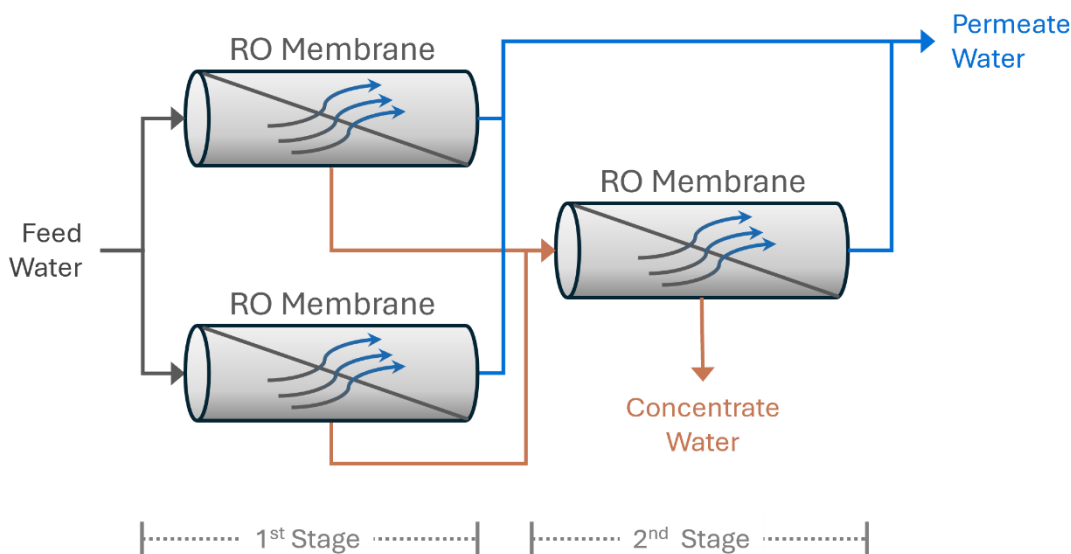 RO Membrane
Permeate
Water
RO Membrane
Feed
Water
RO Membrane
Concentrate
Water
1st Stage
2nd Stage